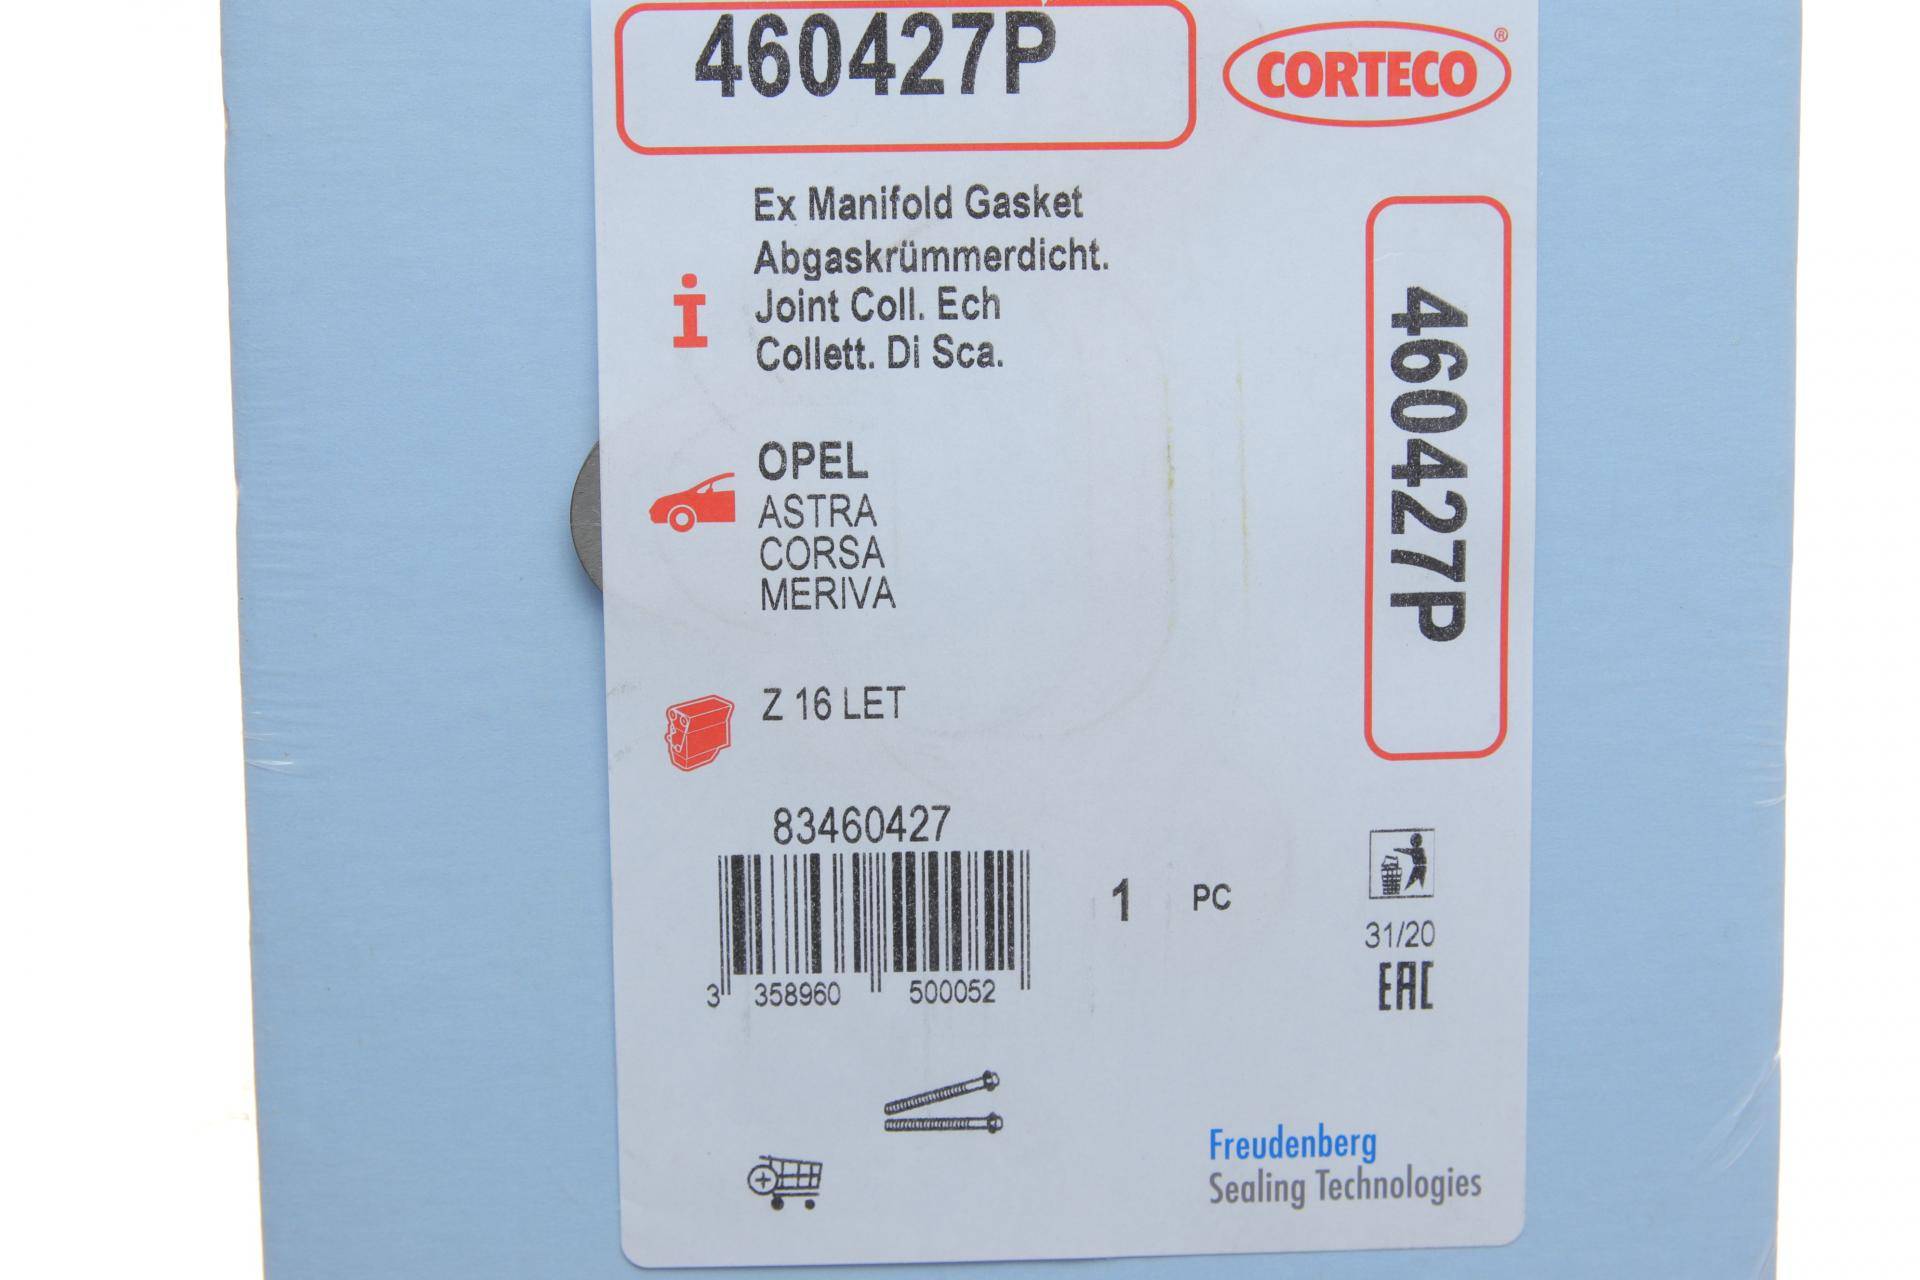 460427P
CORTECO®
Ex Manifold Gasket
Abgaskrümmerdicht.
Joint Coll. Ech
Collett. Di Sca.
i
OPEL
ASTRA
CORSA
MERIVA
460427P
Z 16 LET
83460427
3 358960 500052
1 PC
31/20
EAC
Freudenberg
Sealing Technologies